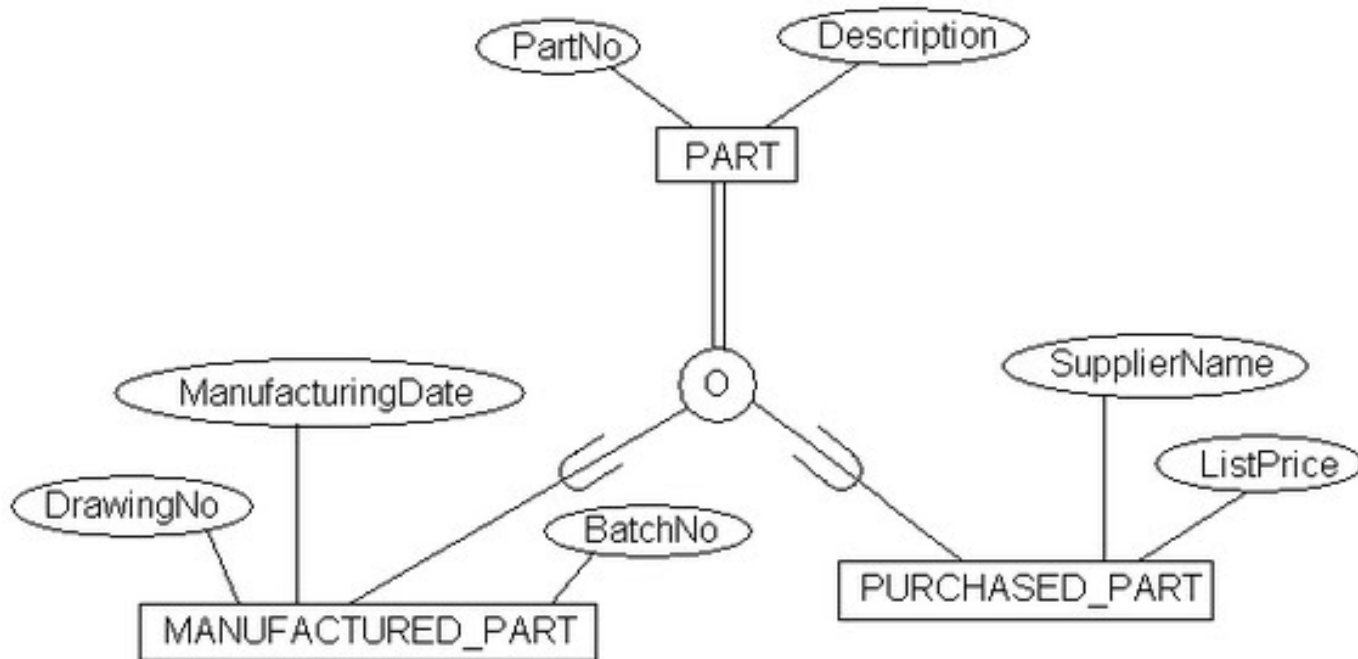 PartNo
Description
PART
O
SupplierName
ManufacturingDate
ListPrice
DrawingNo
BatchNo
PURCHASED_PART
MANUFACTURED_PART